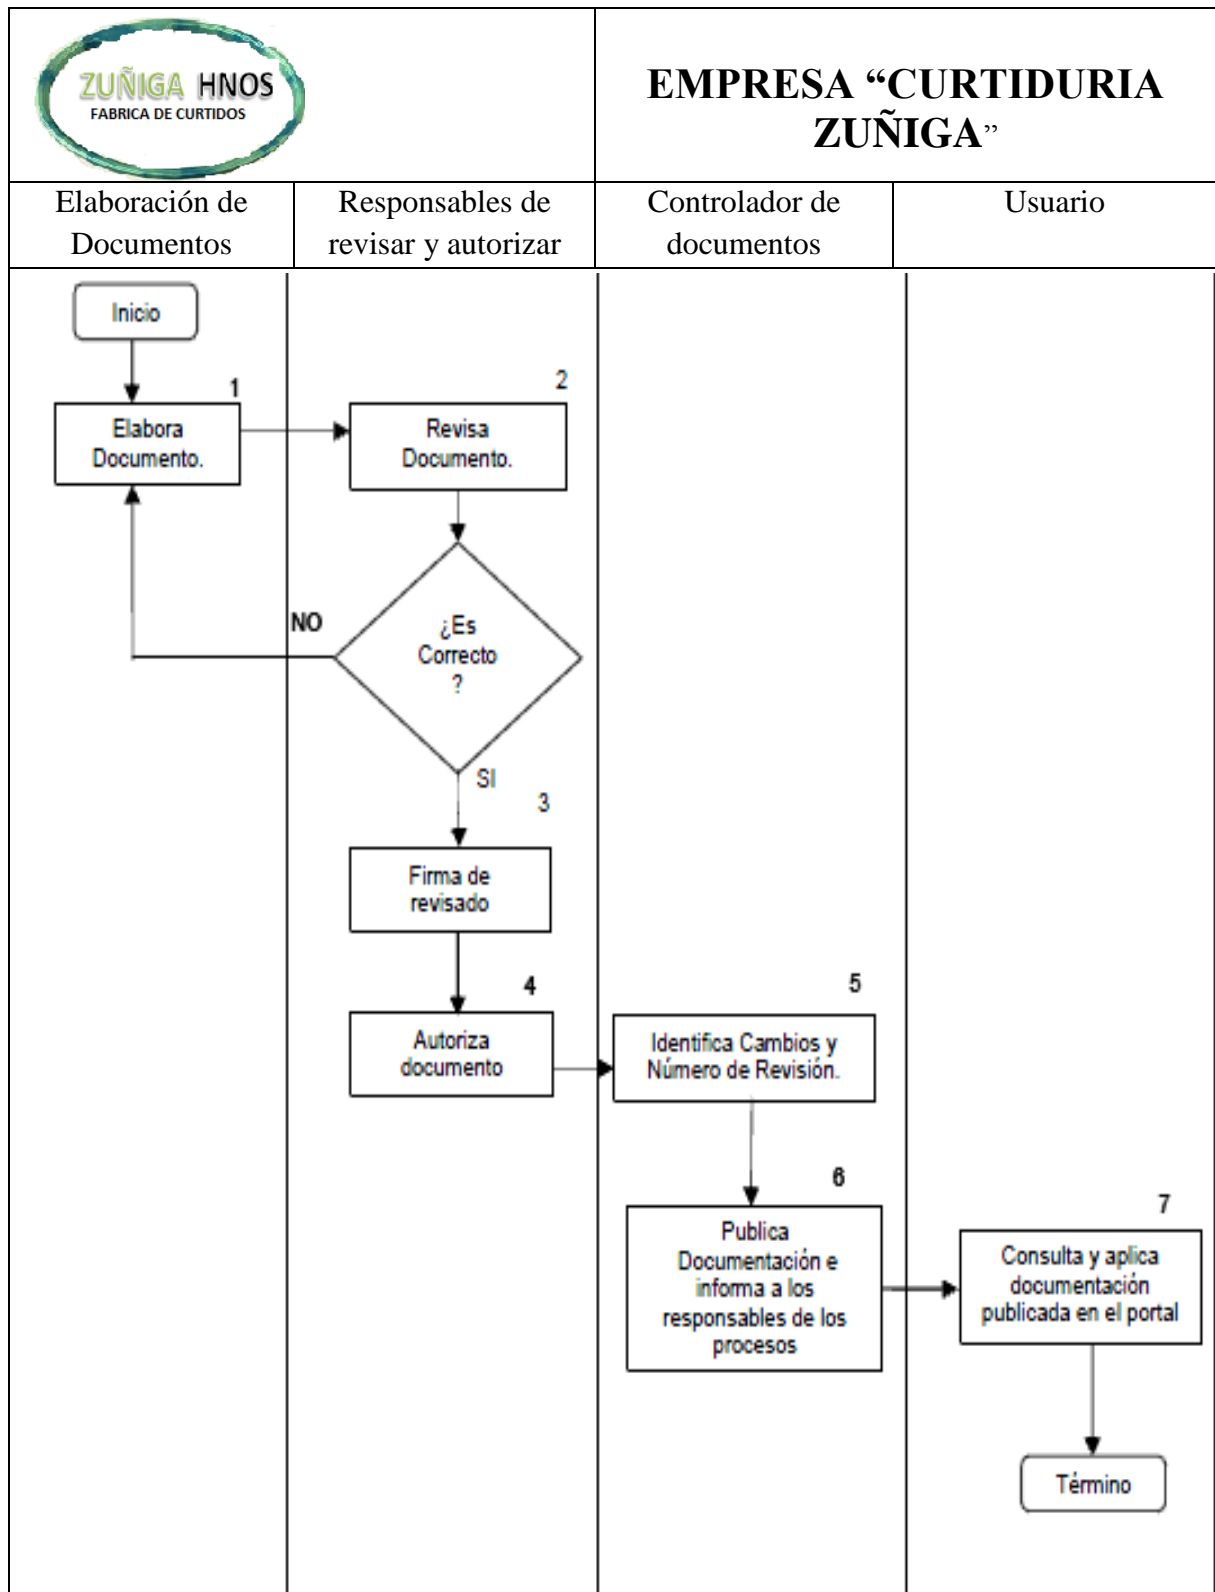 ZUÑIGA HNOS
FABRICA DE CURTIDOS
EMPRESA “CURTIDURIA
ZUÑIGA”
Elaboración de
Documentos
Responsables de
revisar y autorizar
Controlador de
documentos
Usuario
Inicio
1
Elabora
Documento.
2
Revisa
Documento.
NO
¿Es
Correcto
?
SI
3
Firma de
revisado
4
Autoriza
documento
5
Identifica Cambios y
Número de Revisión.
6
Publica
Documentación e
informa a los
responsables de los
procesos
7
Consulta y aplica
documentación
publicada en el portal
Término